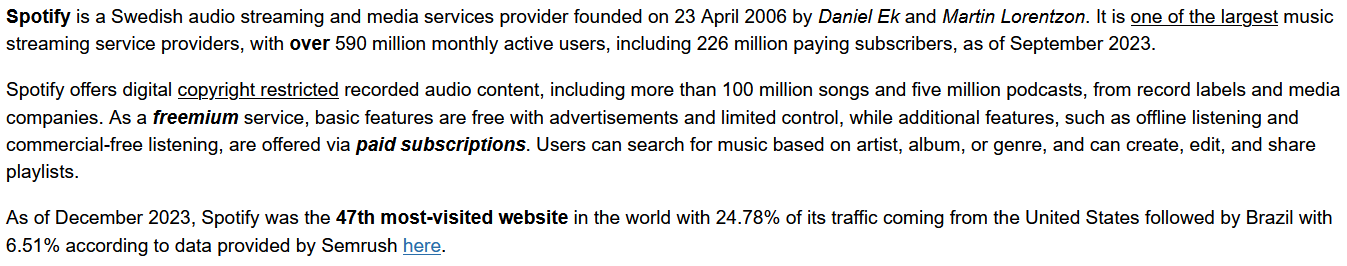 Spotify is a Swedish audio streaming and media services provider founded on 23 April 2006 by Daniel Ek and Martin Lorentzon. It is one of the largest music
streaming service providers, with over 590 million monthly active users, including 226 million paying subscribers, as of September 2023.
Spotify offers digital copyright restricted recorded audio content, including more than 100 million songs and five million podcasts, from record labels and media
companies. As a freemium service, basic features are free with advertisements and limited control, while additional features, such as offline listening and
commercial-free listening, are offered via paid subscriptions. Users can search for music based on artist, album, or genre, and can create, edit, and share
playlists.
As of December 2023, Spotify was the 47th most-visited website in the world with 24.78% of its traffic coming from the United States followed by Brazil with
6.51% according to data provided by Semrush here.